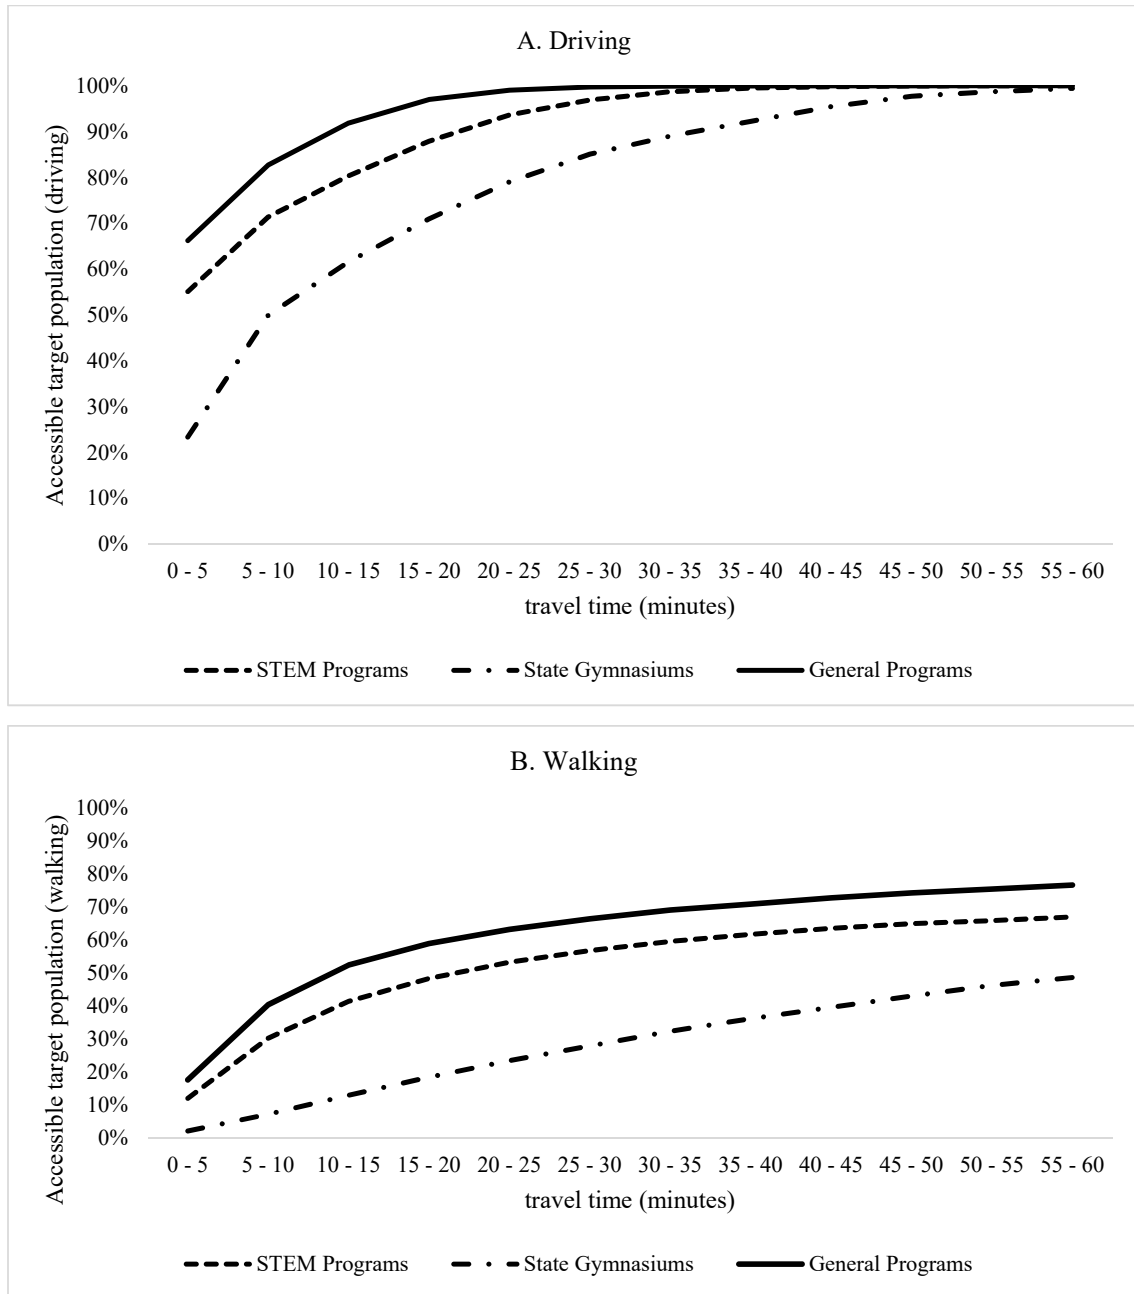 A. Driving
Accessible target population (driving)
100%
90%
80%
70%
60%
50%
40%
30%
20%
10%
0%
0 - 5 5 - 10 10 - 15 15 - 20 20 - 25 25 - 30 30 - 35 35 - 40 40 - 45 45 - 50 50 - 55 55 - 60
travel time (minutes)
STEM Programs State Gymnasiums General Programs
B. Walking
Accessible target population (walking)
100%
90%
80%
70%
60%
50%
40%
30%
20%
10%
0%
0 - 5 5 - 10 10 - 15 15 - 20 20 - 25 25 - 30 30 - 35 35 - 40 40 - 45 45 - 50 50 - 55 55 - 60
travel time (minutes)
STEM Programs State Gymnasiums General Programs